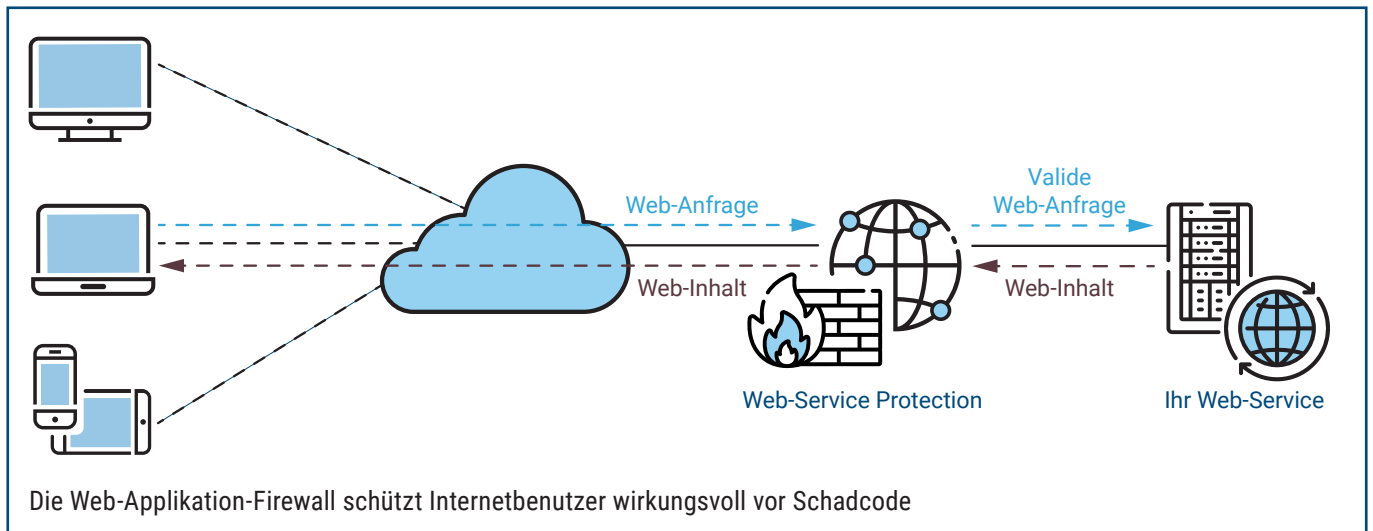 Valide
Web-Anfrage
Web-Anfrage
Web-Inhalt
Web-Inhalt
Web-Service Protection
Ihr Web-Service
Die Web-Applikation-Firewall schützt Internetbenutzer wirkungsvoll vor Schadcode